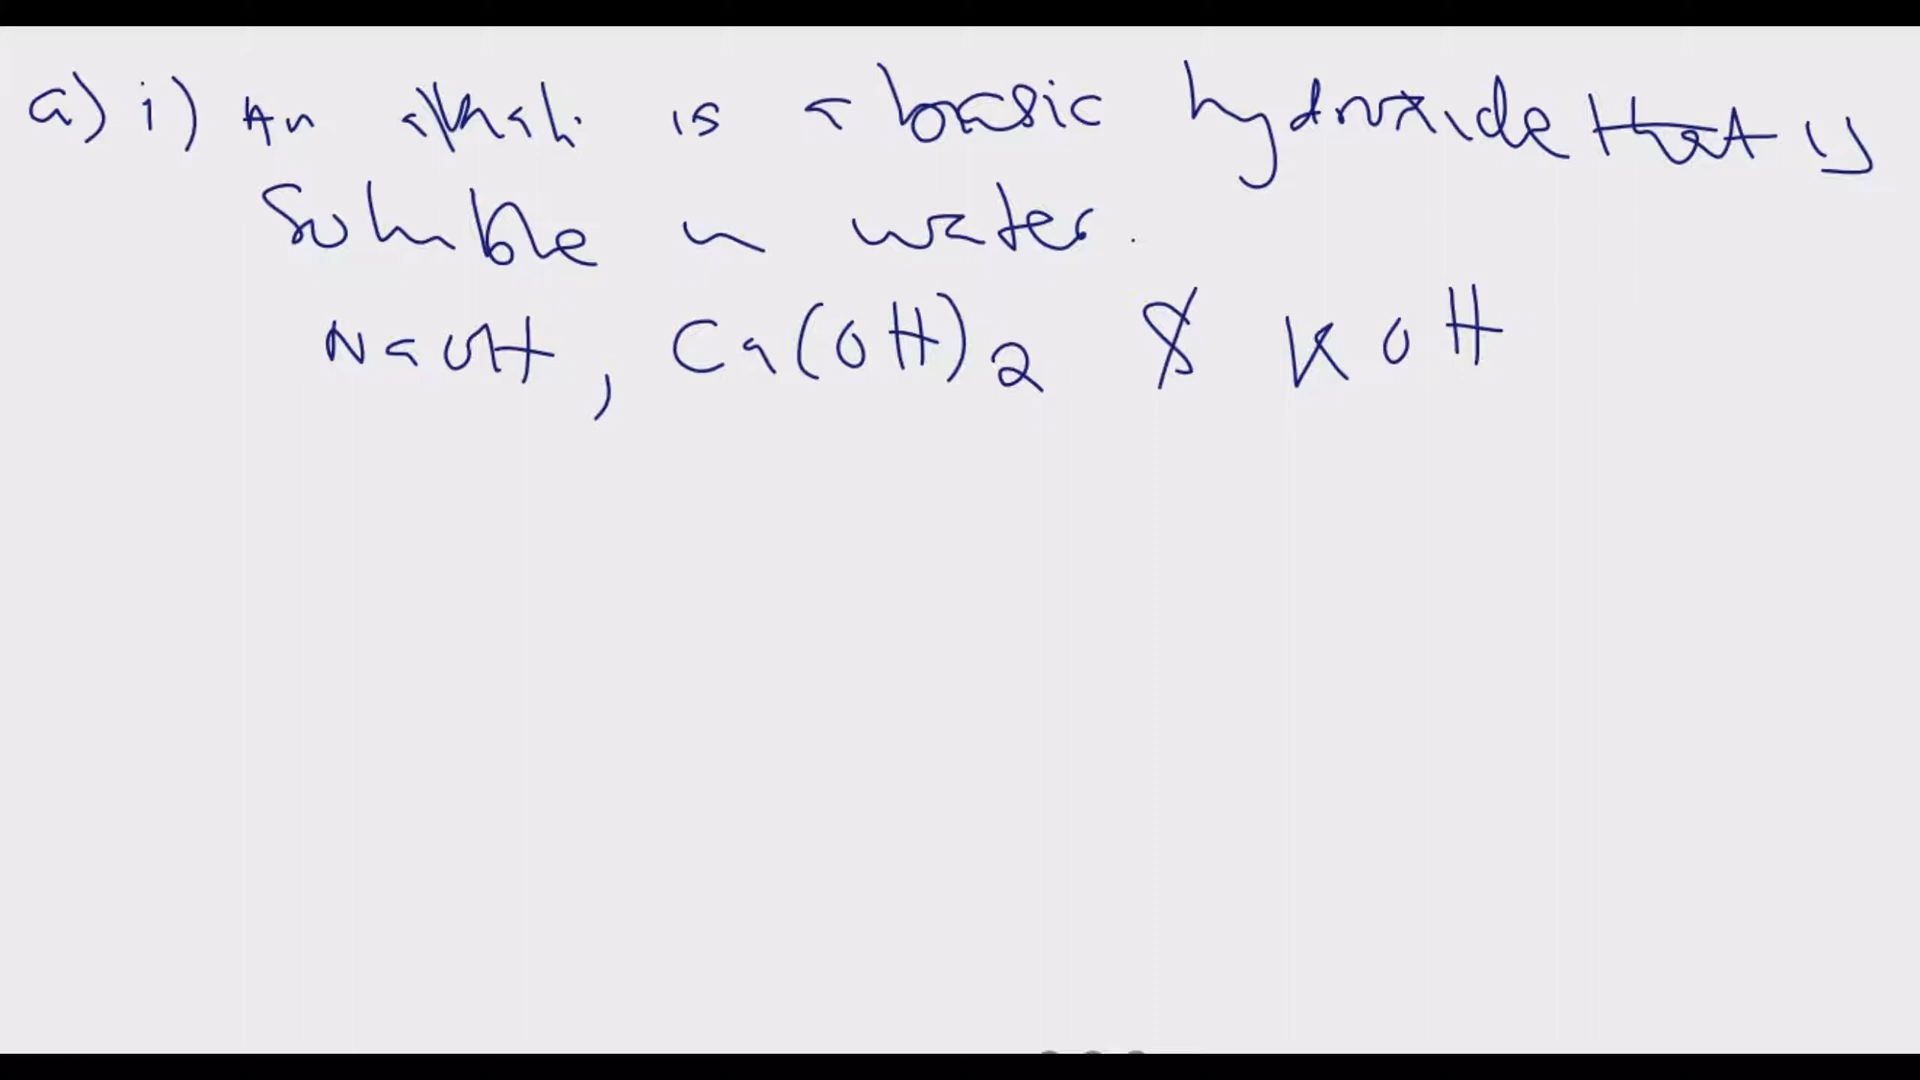 a) i) An alkali is a basic hydroxide that is
Soluble in water.
NaOH, Ca(OH)2 & KOH